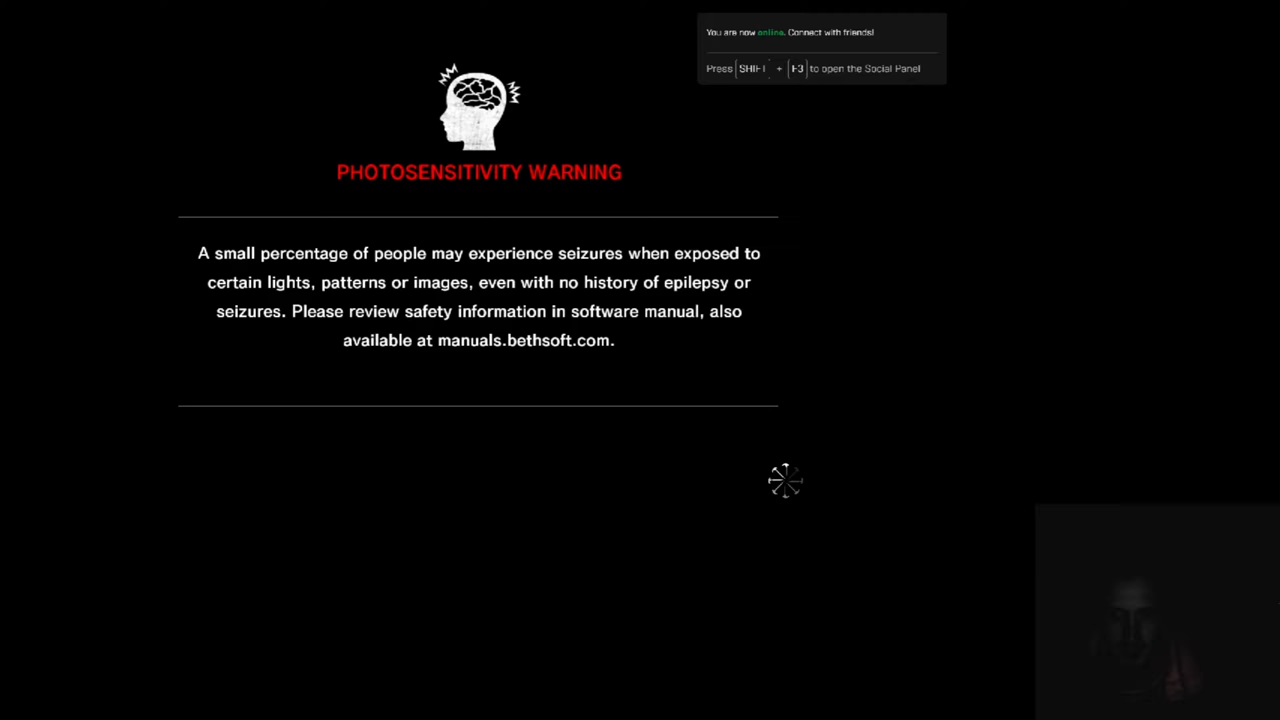 You are now online. Connect with friends!
Press SHIFT + F3 to open the Social Panel
PHOTOSENSITIVITY WARNING
A small percentage of people may experience seizures when exposed to
certain lights, patterns or images, even with no history of epilepsy or
seizures. Please review safety information in software manual, also
available at manuals.bethsoft.com.